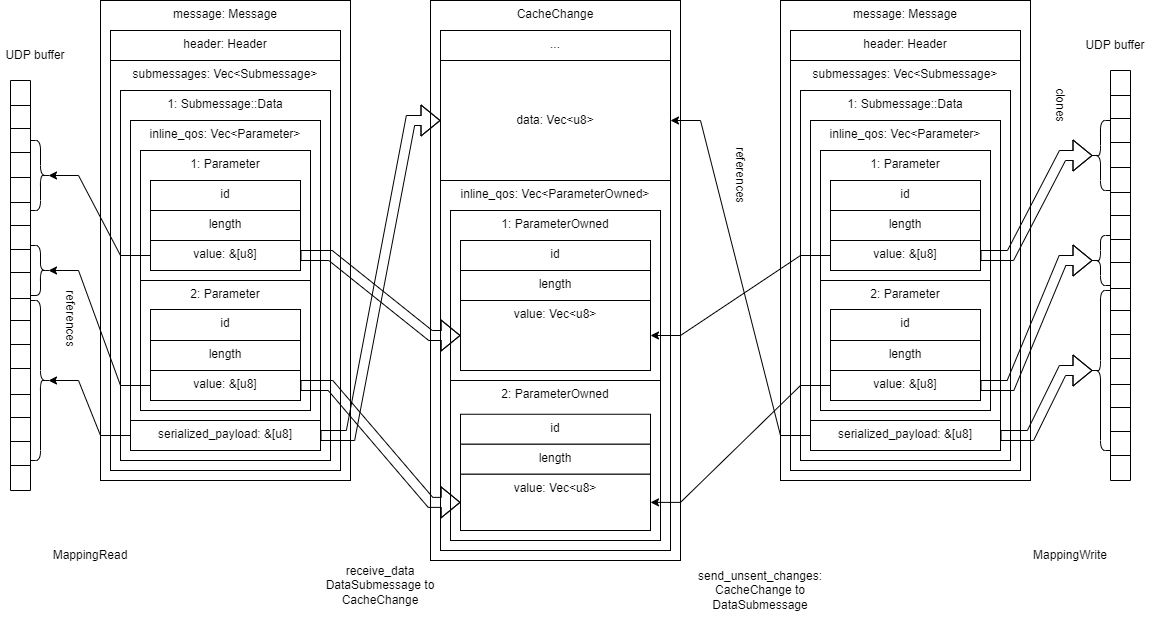 UDP buffer
references
MappingRead
message: Message
header: Header
submessages: Vec<Submessage>
1: Submessage::Data
inline_qos: Vec<Parameter>
1: Parameter
id
length
value: &[u8]
2: Parameter
id
length
value: &[u8]
serialized_payload: &[u8]
receive_data
DataSubmessage to
CacheChange
CacheChange
...
data: Vec<u8>
inline_qos: Vec<ParameterOwned>
1: ParameterOwned
id
length
value: Vec<u8>
2: ParameterOwned
id
length
value: Vec<u8>
references
send_unsent_changes:
CacheChange to
DataSubmessage
message: Message
header: Header
submessages: Vec<Submessage>
1: Submessage::Data
inline_qos: Vec<Parameter>
1: Parameter
id
length
value: &[u8]
2: Parameter
id
length
value: &[u8]
serialized_payload: &[u8]
clones
UDP buffer
MappingWrite